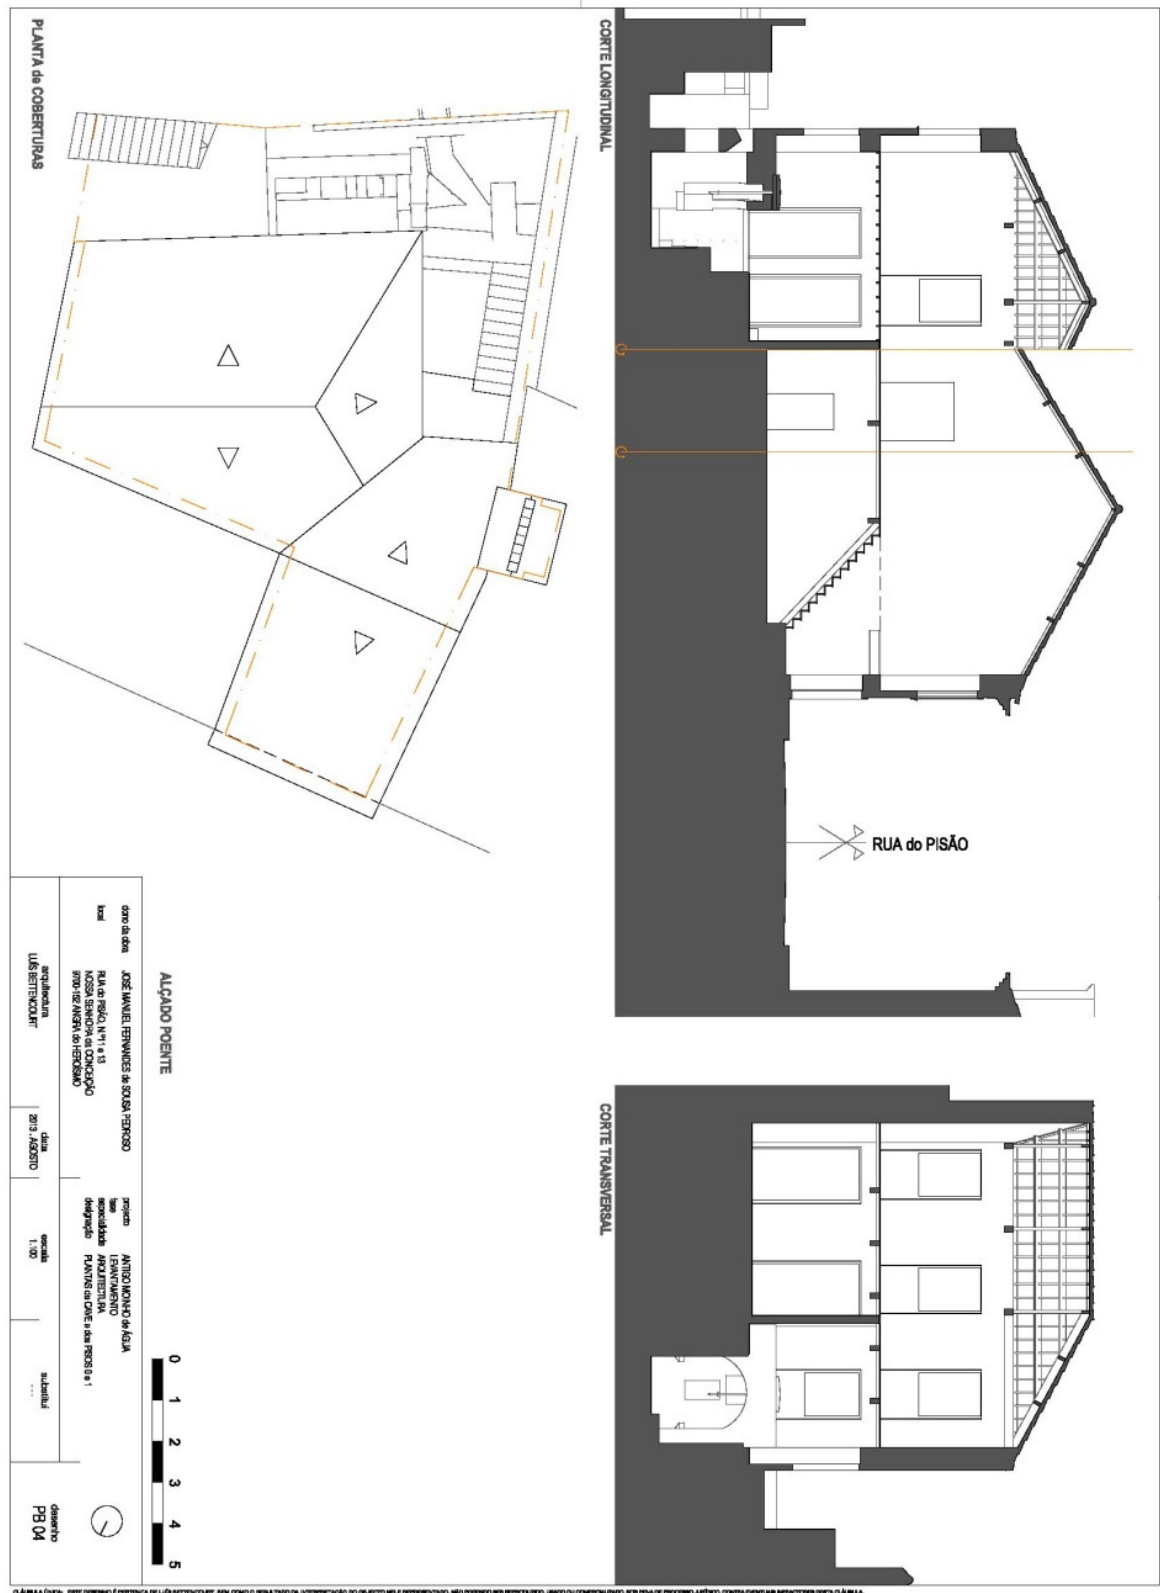 CORTE LONGITUDINAL
RUA do PISÃO
CORTE TRANSVERSAL
PLANTA de COBERTURAS
ALÇADO POENTE
0 1 2 3 4 5
dono da obra JOSÉ MANUEL FERNANDES de SOUSA PEDROSO
local RUA do PISÃO, N.º 11 e 13
NOSSA SENHORA da CONCEIÇÃO
9700-152 ANGRA do HEROÍSMO
projecto ANTIGO MOINHO de ÁGUA
fase LEVANTAMENTO
especialidade ARQUITECTURA
designação PLANTAS da CAVE e dos PISOS 0 e 1
arquitectura
LUÍS BETTENCOURT
data
2013 . AGOSTO
escala
1.100
substitui
- - -
desenho
PB 04